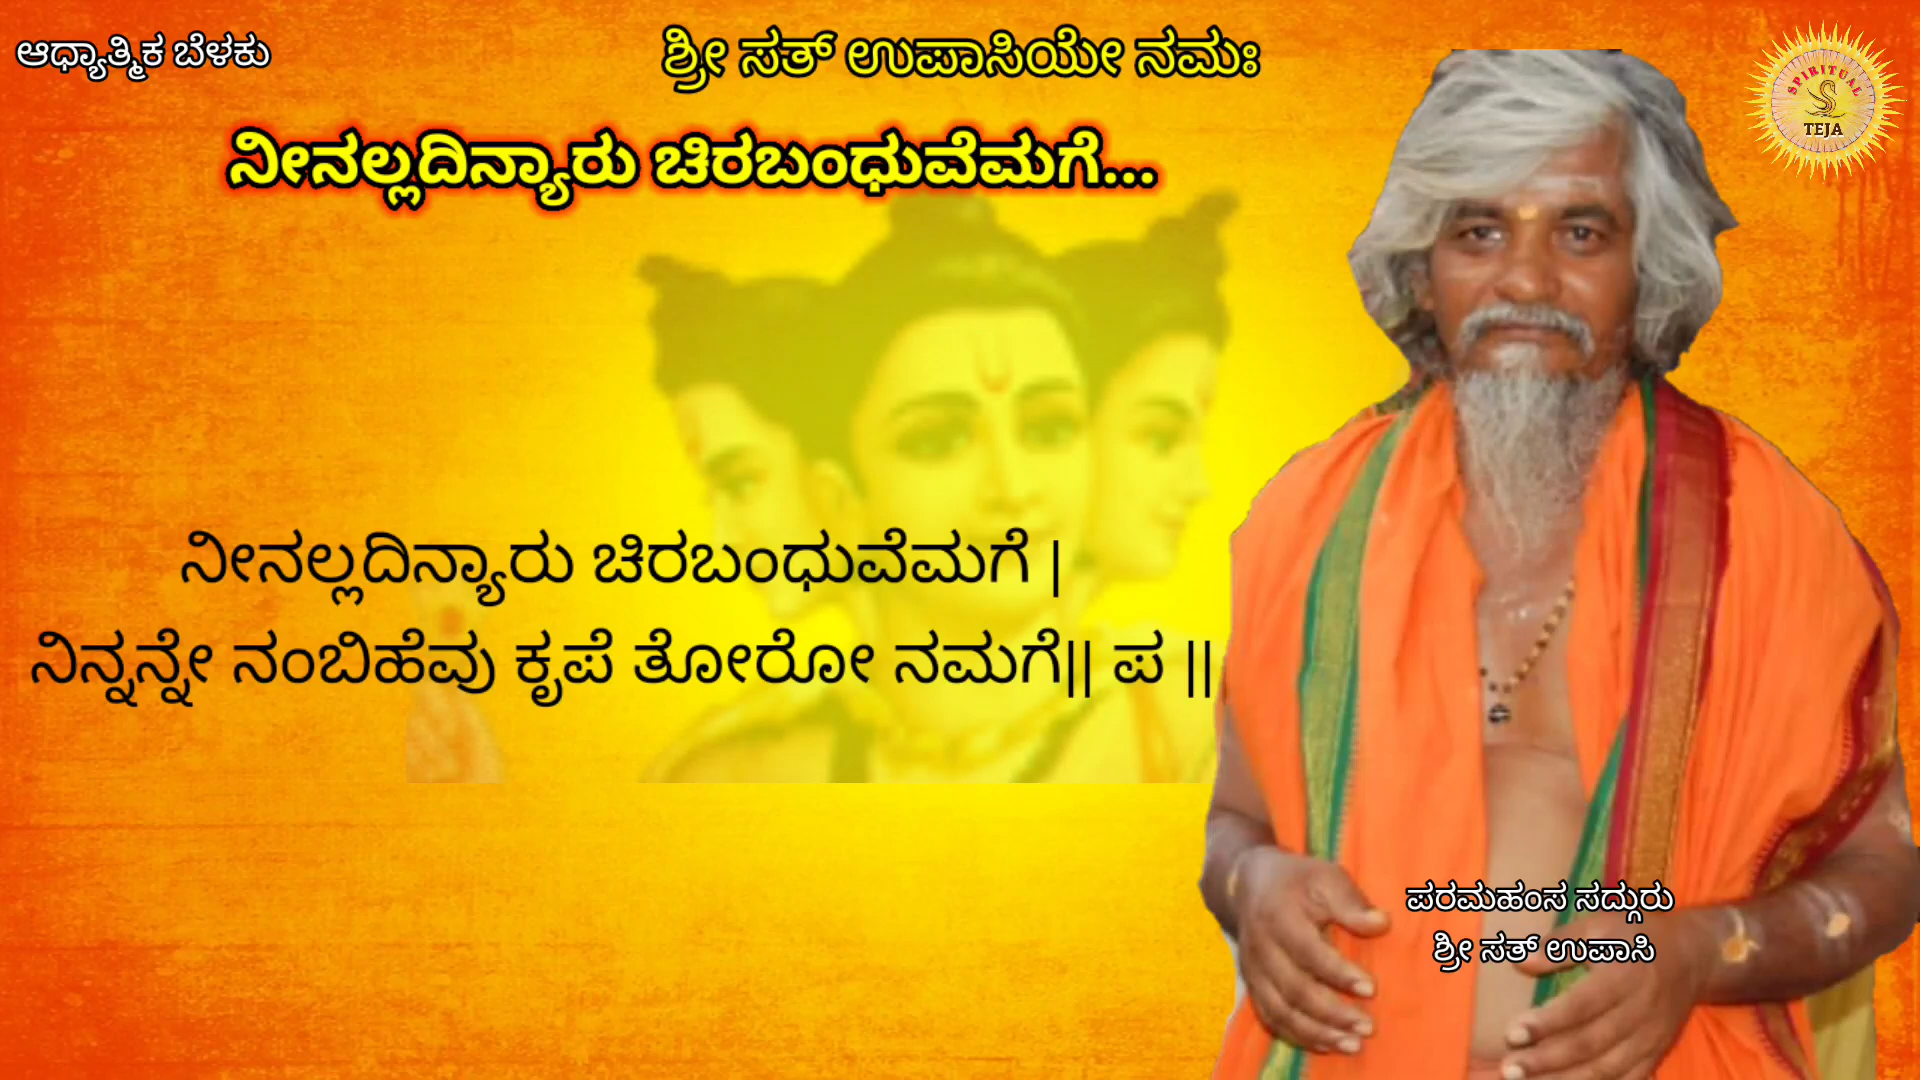 ಆಧ್ಯಾತ್ಮಿಕ ಬೆಳಕು
ಶ್ರೀ ಸತ್ ಉಪಾಸಿಯೇ ನಮಃ
SPIRITUAL
TEJA
ನೀನಲ್ಲದಿನ್ಯಾರು ಚಿರಬಂಧುವೆಮಗೆ...
ನೀನಲ್ಲದಿನ್ಯಾರು ಚಿರಬಂಧುವೆಮಗೆ |
ನಿನ್ನನ್ನೇ ನಂಬಿಹೆವು ಕೃಪೆ ತೋರೋ ನಮಗೆ|| ಪ ||
ಪರಮಹಂಸ ಸದ್ಗುರು
ಶ್ರೀ ಸತ್ ಉಪಾಸಿ